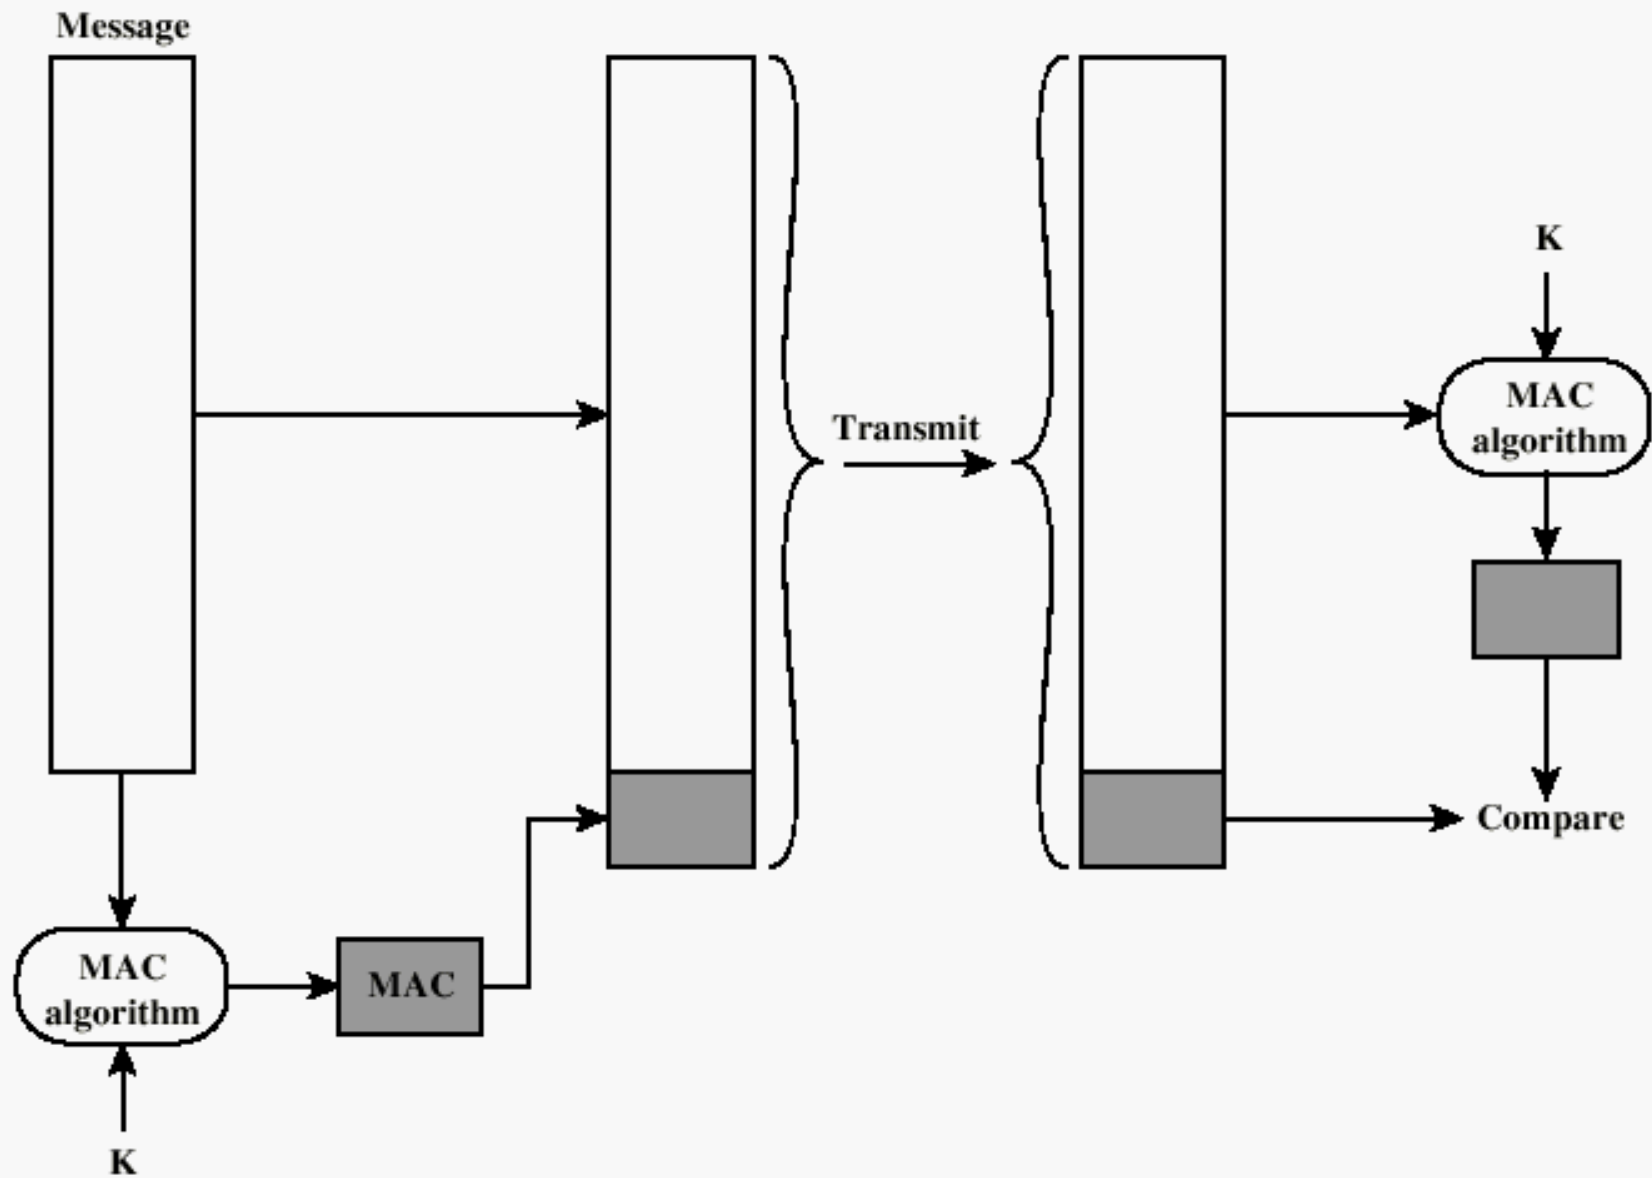 Message
K
Transmit
MAC
algorithm
Compare
MAC
algorithm
MAC
K